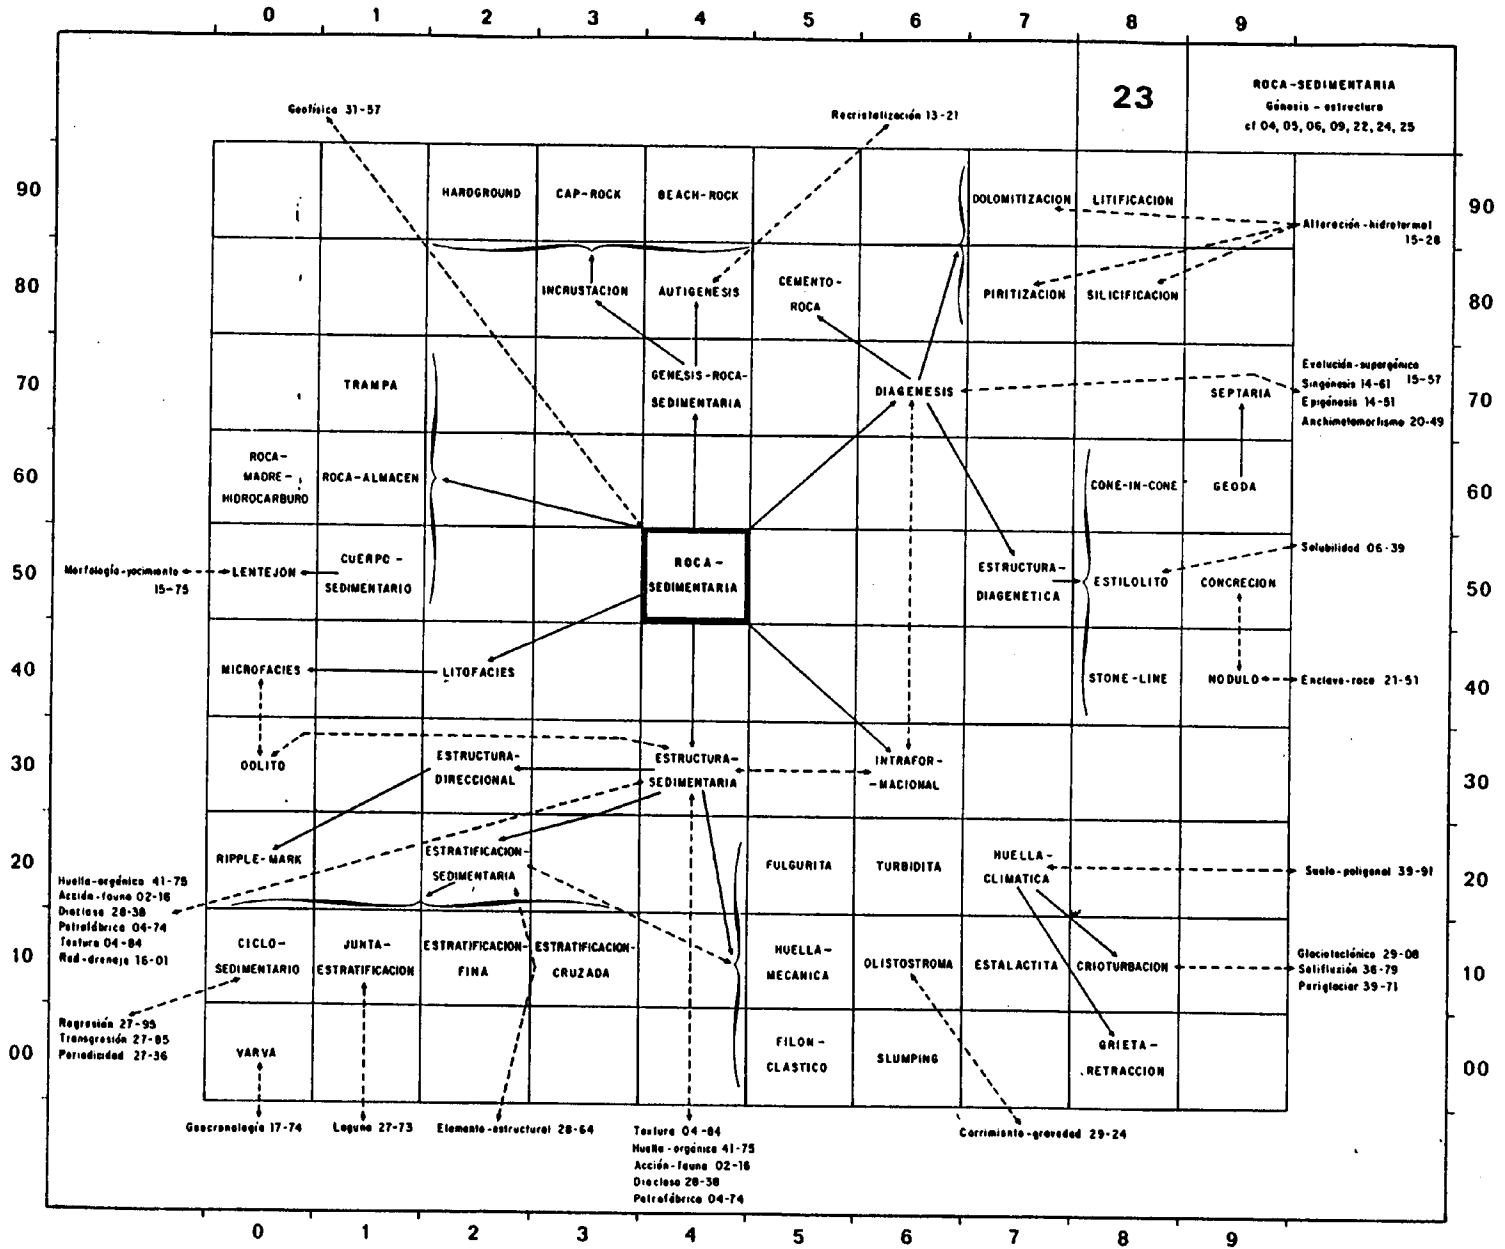 0 1 2 3 4 5 6 7 8 9
23
ROCA-SEDIMENTARIA
Génesis - estructura
cf 04, 05, 06, 09, 22, 24, 25
Geofísica 31-57
Recristalización 13-21
90
HARDGROUND
CAP-ROCK
BEACH-ROCK
DOLOMITIZACION
LITIFICACION
90
Alteración-hidrotermal
15-28
80
INCRUSTACION
AUTIGENESIS
CEMENTO-
ROCA
PIRITIZACION
SILICIFICACION
80
70
TRAMPA
GENESIS-ROCA-
SEDIMENTARIA
DIAGENESIS
SEPTARIA
Evolución-supergénica
15-57
Singénesis 14-61
Epigénesis 14-51
Anchimetamorfismo 20-49
70
60
ROCA-
MADRE-
HIDROCARBURO
ROCA-ALMACEN
CONE-IN-CONE
GEODA
60
Solubilidad 06-39
Morfología-yacimiento
15-75
50
LENTEJON
CUERPO-
SEDIMENTARIO
ROCA-
SEDIMENTARIA
ESTRUCTURA-
DIAGENETICA
ESTILOLITO
CONCRECION
50
40
MICROFACIES
LITOFACIES
STONE-LINE
NODULO
Enclave-roca 21-51
40
30
OOLITO
ESTRUCTURA-
DIRECCIONAL
ESTRUCTURA-
SEDIMENTARIA
INTRAFOR-
-MACIONAL
30
20
RIPPLE-MARK
ESTRATIFICACION-
SEDIMENTARIA
FULGURITA
TURBIDITA
HUELLA-
CLIMATICA
Suelo-poligonal 39-91
20
Huella-orgánica 41-75
Acción-fauna 02-16
Diaclasa 28-38
Petrofábrica 04-74
Textura 04-84
Red-drenaje 16-01
10
CICLO-
SEDIMENTARIO
JUNTA-
ESTRATIFICACION
ESTRATIFICACION-
FINA
ESTRATIFICACION-
CRUZADA
HUELLA-
MECANICA
OLISTOSTROMA
ESTALACTITA
CRIOTURBACION
Glaciotectónico 29-08
Solifluxión 38-79
Periglaciar 39-71
10
Regresión 27-95
Transgresión 27-85
Periodicidad 27-36
00
VARVA
FILON-
CLASTICO
SLUMPING
GRIETA-
RETRACCION
00
Geocronología 17-74
Laguna 27-73
Elemento-estructural 28-64
Textura 04-84
Huella-orgánica 41-75
Acción-fauna 02-16
Diaclasa 28-38
Petrofábrica 04-74
Corrimiento-gravedad 29-24
0 1 2 3 4 5 6 7 8 9